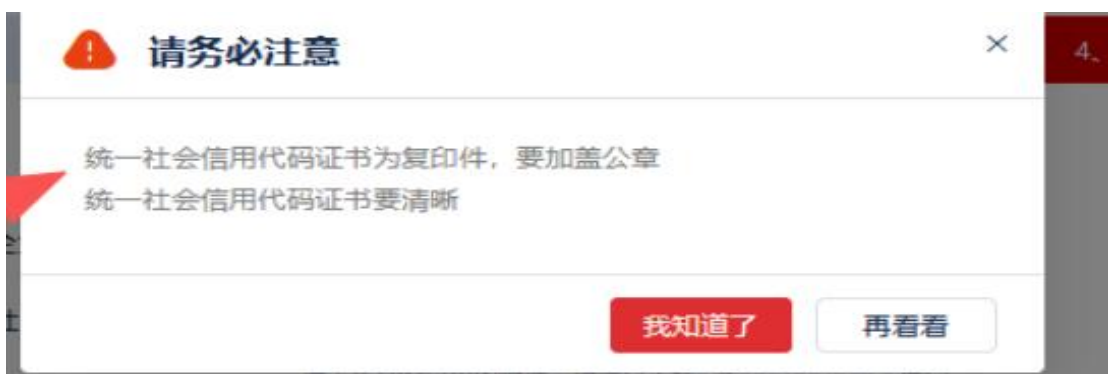 请务必注意
4、
统一社会信用代码证书为复印件，要加盖公章
统一社会信用代码证书要清晰
我知道了
再看看